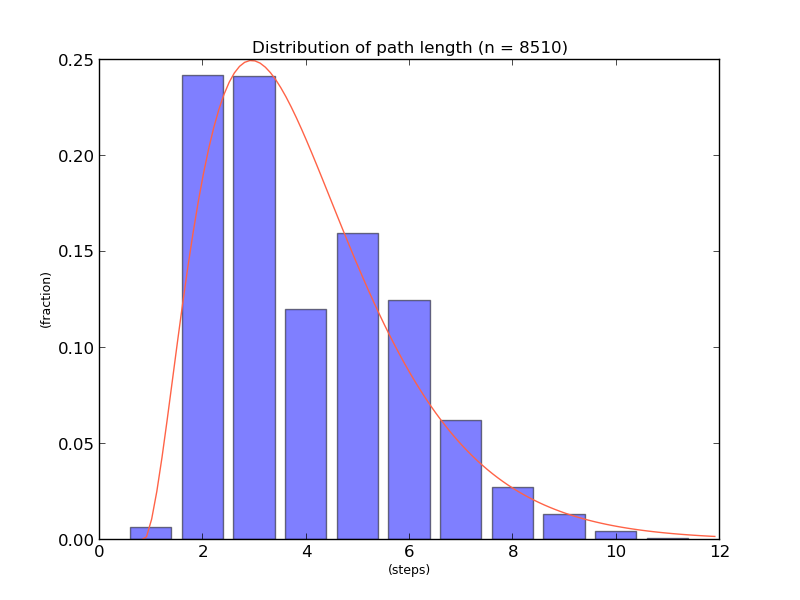 Distribution of path length (n = 8510)
0.25
0.20
0.15
0.10
0.05
0.00
(fraction)
0 2 4 6 8 10 12
(steps)